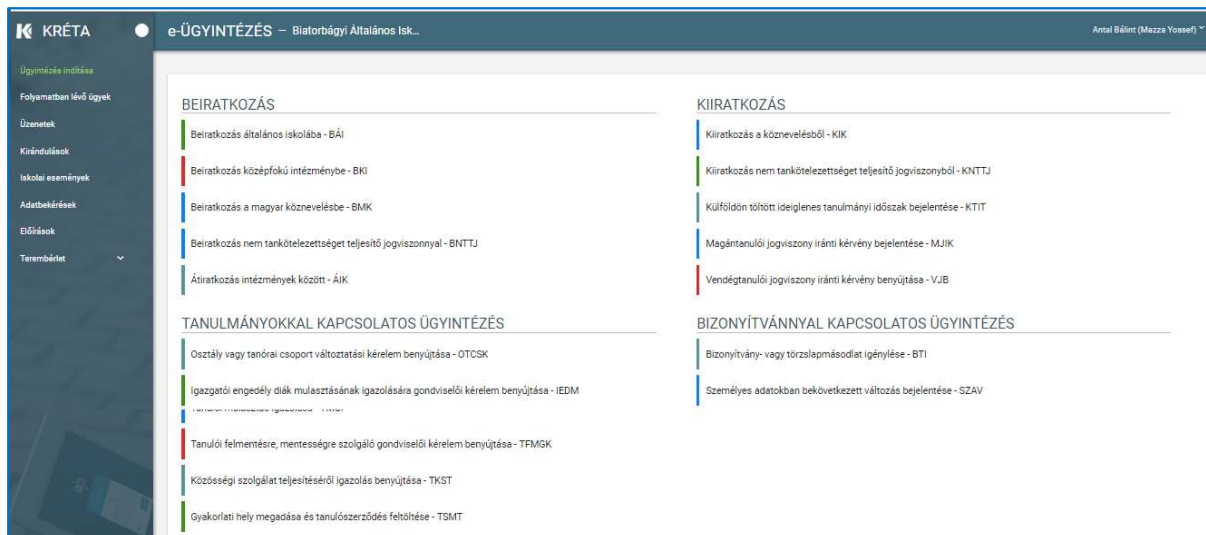 KRÉTA
e-ÜGYINTÉZÉS – Biatorbágyi Általános Isk...
Antal Bálint (Mazza Yossef)
Ügyintézés indítása
Folyamatban lévő ügyek
Üzenetek
Kirándulások
Iskolai események
Adatbekérések
Előírások
Terembérlet
BEIRATKOZÁS
Beiratkozás általános iskolába - BÁI
Beiratkozás középfokú intézménybe - BKI
Beiratkozás a magyar köznevelésbe - BMK
Beiratkozás nem tankötelezettséget teljesítő jogviszonnyal - BNTTJ
Átiratkozás intézmények között - ÁIK
KIIRATKOZÁS
Kiiratkozás a köznevelésből - KIK
Kiiratkozás nem tankötelezettséget teljesítő jogviszonyból - KNTTJ
Külföldön töltött ideiglenes tanulmányi időszak bejelentése - KTIT
Magántanulói jogviszony iránti kérvény bejelentése - MJIK
Vendégtanulói jogviszony iránti kérvény benyújtása - VJB
TANULMÁNYOKKAL KAPCSOLATOS ÜGYINTÉZÉS
Osztály vagy tanórai csoport változtatási kérelem benyújtása - OTCSK
Igazgatói engedély diák mulasztásának igazolására gondviselői kérelem benyújtása - IEDM
Tanulói felmentésre, mentességre szolgáló gondviselői kérelem benyújtása - TFMGK
Közösségi szolgálat teljesítéséről igazolás benyújtása - TKST
Gyakorlati hely megadása és tanulószerződés feltöltése - TSMT
BIZONYÍTVÁNNYAL KAPCSOLATOS ÜGYINTÉZÉS
Bizonyítvány- vagy törzslapmásodlat igénylése - BTI
Személyes adatokban bekövetkezett változás bejelentése - SZAV